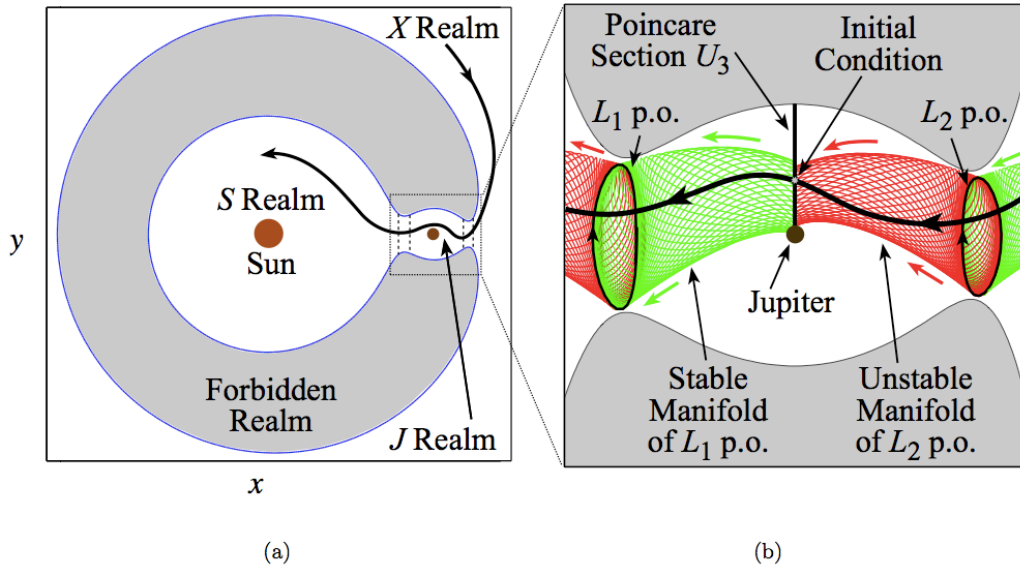 X Realm
S Realm
Sun
y
Forbidden
Realm
J Realm
x
(a)
Poincare
Section U3
Initial
Condition
L1 p.o.
L2 p.o.
Jupiter
Stable
Manifold
of L1 p.o.
Unstable
Manifold
of L2 p.o.
(b)